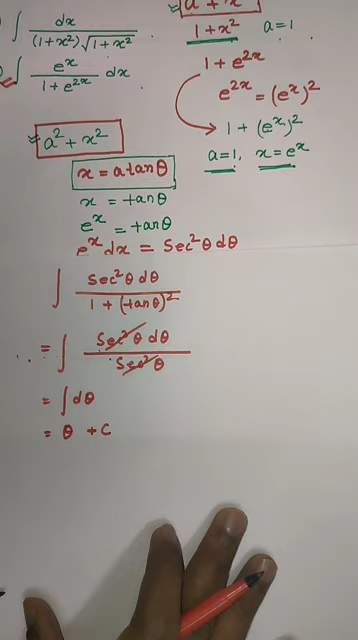 ∫ dx / (1+x²)√1+x²
∫ eˣ / 1+e²ˣ dx
a² + x²
1+x² a=1
1+e²ˣ
e²ˣ = (eˣ)²
1+(eˣ)²
a=1, x=eˣ
a² + x²
x = a tanθ
x = tanθ
eˣ = tanθ
eˣ dx = Sec²θ dθ
∫ Sec²θ dθ / 1+(tanθ)²
= ∫ Sec²θ dθ / Sec²θ
= ∫dθ
= θ + C